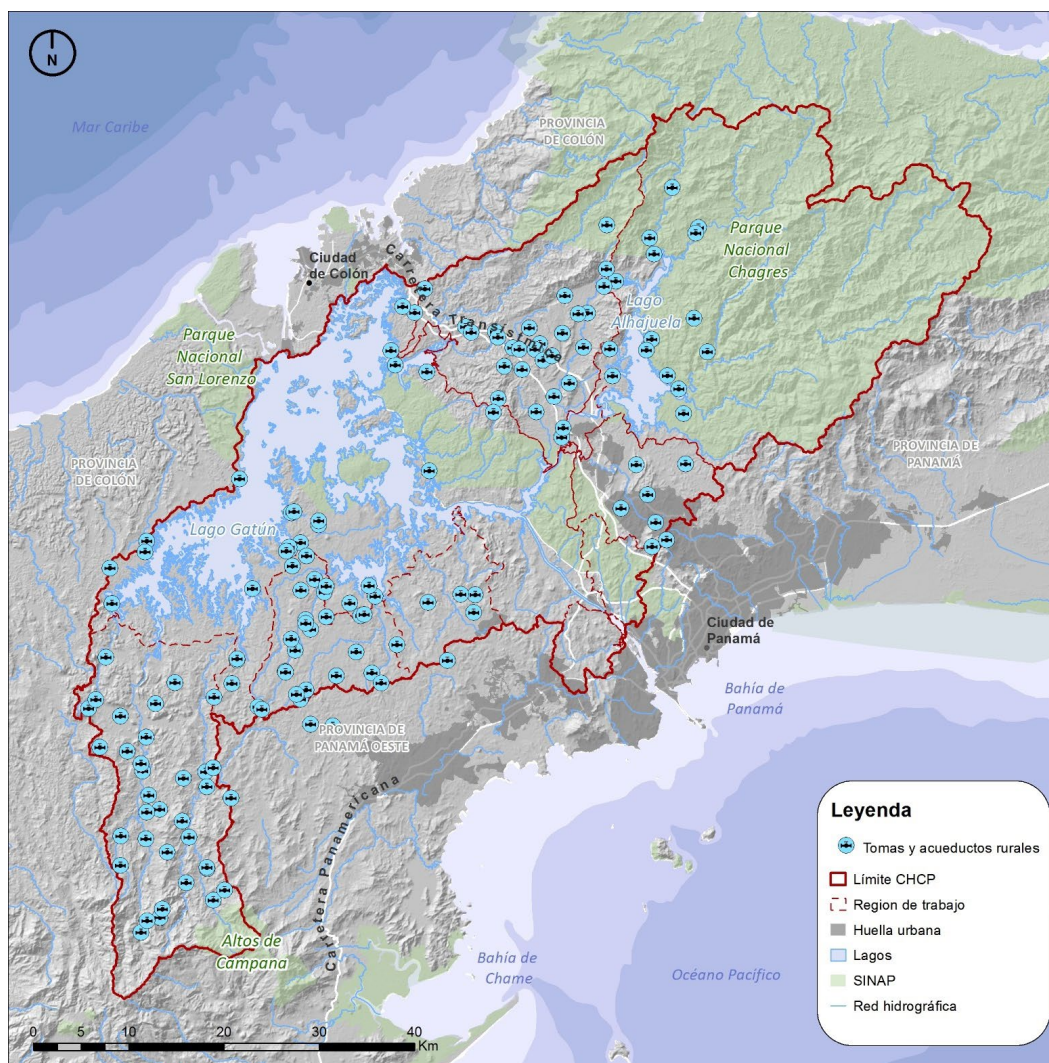 N
Mar Caribe
PROVINCIA
DE COLÓN
Ciudad
de Colón
Carretera Transístmica
Parque
Nacional
Chagres
Lago
Alhajuela
Parque
Nacional
San Lorenzo
PROVINCIA DE
PANAMÁ
PROVINCIA
DE COLÓN
Lago Gatún
Ciudad de
Panamá
Bahía de
Panamá
PROVINCIA DE
PANAMÁ OESTE
Carretera Panamericana
Altos de
Campana
Bahía de
Chame
Océano Pacífico
Leyenda
Tomas y acueductos rurales
Límite CHCP
Region de trabajo
Huella urbana
Lagos
SINAP
Red hidrográfica
0 5 10 20 30 40
Km